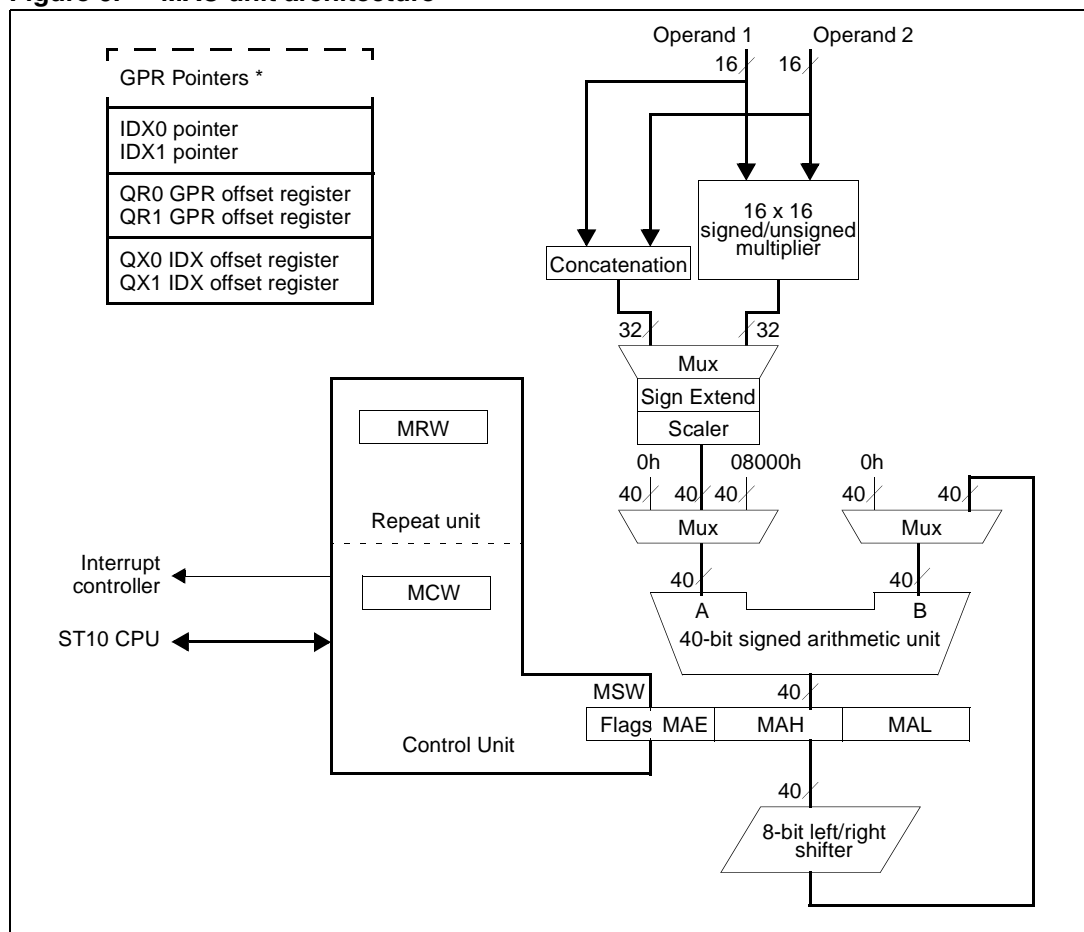 Operand 1
Operand 2
16
16
GPR Pointers *
IDX0 pointer
IDX1 pointer
QR0 GPR offset register
QR1 GPR offset register
QX0 IDX offset register
QX1 IDX offset register
16 x 16
signed/unsigned
multiplier
Concatenation
32
32
Mux
Sign Extend
Scaler
0h
08000h
0h
40
40
40
40
40
Mux
Mux
MRW
Repeat unit
Interrupt
controller
MCW
ST10 CPU
40
40
A
B
40-bit signed arithmetic unit
MSW
40
Flags
MAE
MAH
MAL
Control Unit
40
8-bit left/right
shifter